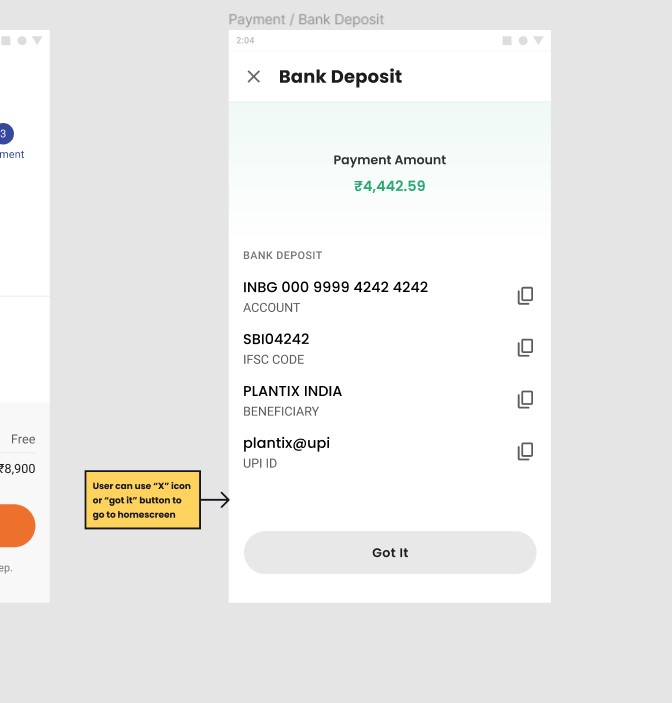 Payment / Bank Deposit
2:04
Bank Deposit
3
ment
Payment Amount
₹4,442.59
BANK DEPOSIT
INBG 000 9999 4242 4242
ACCOUNT
SBI04242
IFSC CODE
PLANTIX INDIA
BENEFICIARY
Free
plantix@upi
UPI ID
₹8,900
User can use "X" icon
or "got it" button to
go to homescreen
Got It
ep.